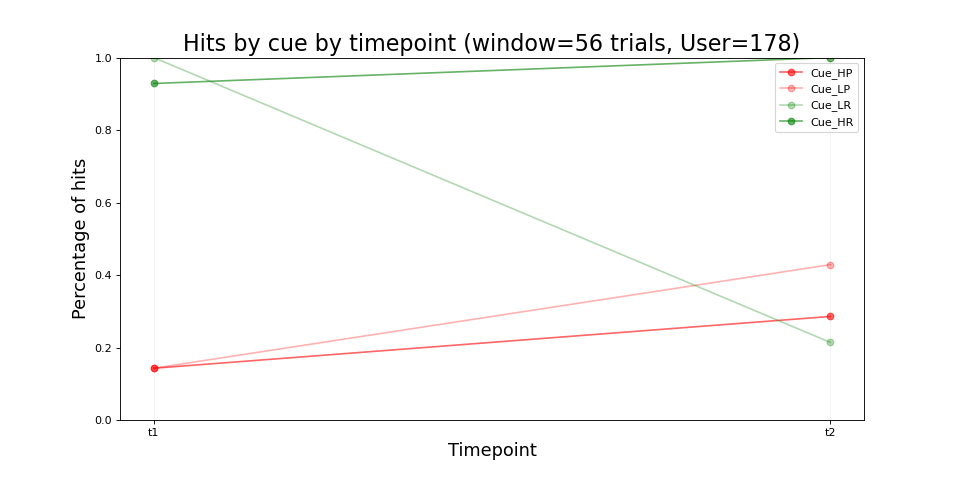 Hits by cue by timepoint (window=56 trials, User=178)
Percentage of hits
1.0
0.8
0.6
0.4
0.2
0.0
Cue_HP
Cue_LP
Cue_LR
Cue_HR
t1
t2
Timepoint